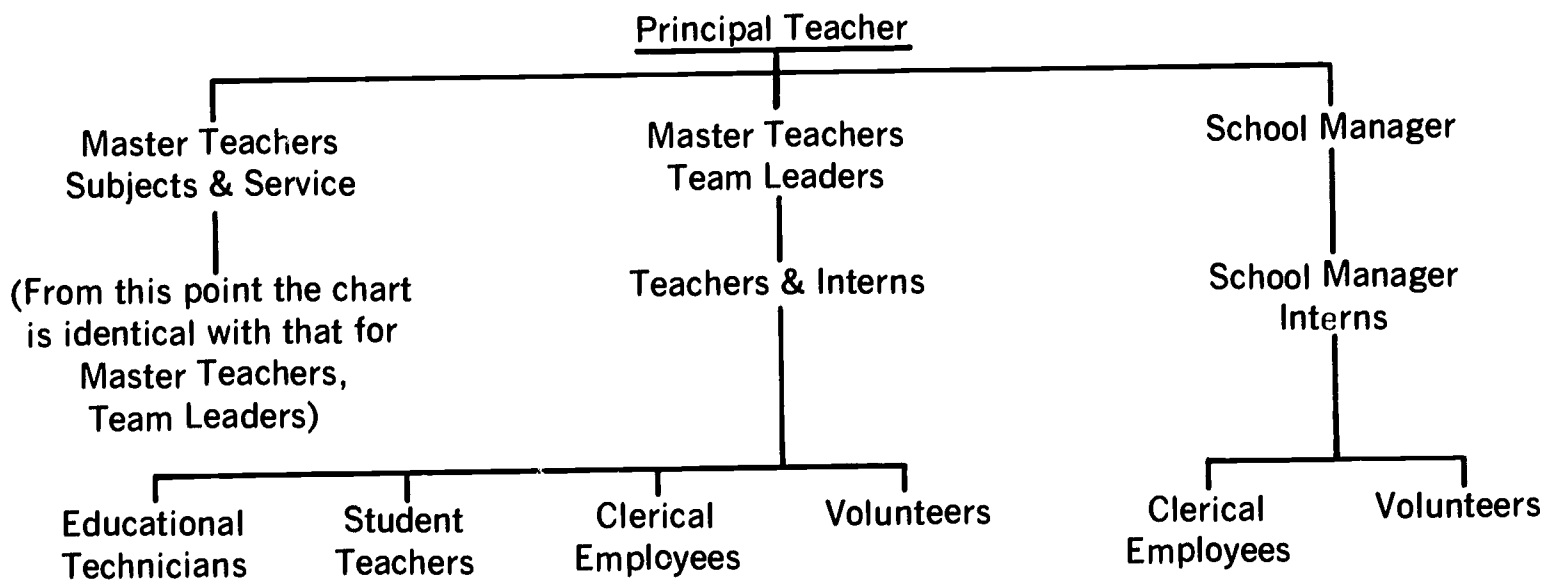 Principal Teacher
Master Teachers
Subjects & Service
Master Teachers
Team Leaders
School Manager
(From this point the chart
is identical with that for
Master Teachers,
Team Leaders)
Teachers & Interns
School Manager
Interns
Educational
Technicians
Student
Teachers
Clerical
Employees
Volunteers
Clerical
Employees
Volunteers